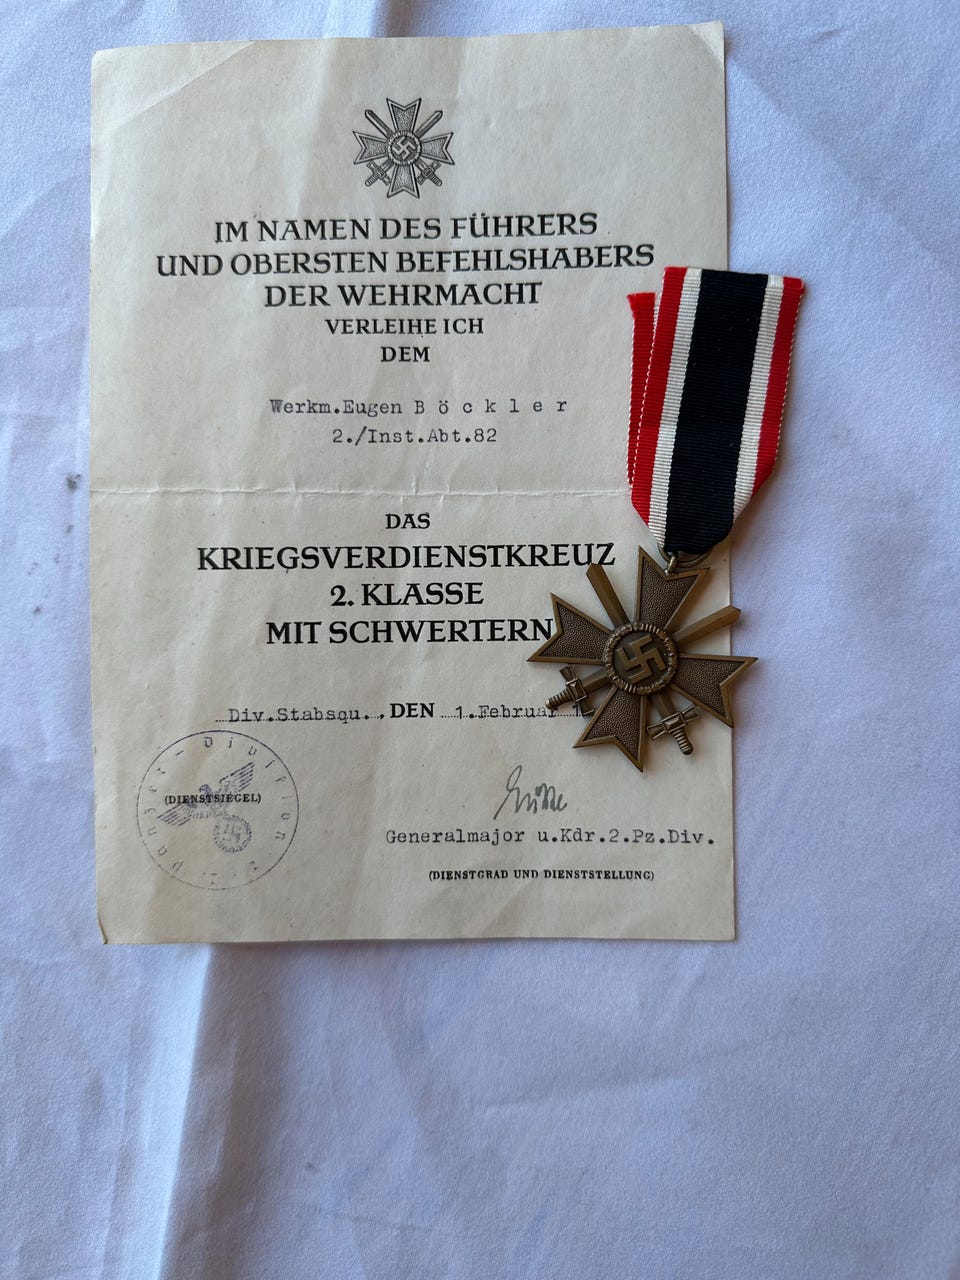 IM NAMEN DES FÜHRERS
UND OBERSTEN BEFEHLSHABERS
DER WEHRMACHT
VERLEIHE ICH
DEM
Werkm.Eugen B ö c k l e r
2./Inst.Abt.82
DAS
KRIEGSVERDIENSTKREUZ
2. KLASSE
MIT SCHWERTERN
Div.Stabsqu. , DEN 1.Februar 1
(DIENSTSIEGEL)
Generalmajor u.Kdr.2.Pz.Div.
(DIENSTGRAD UND DIENSTSTELLUNG)